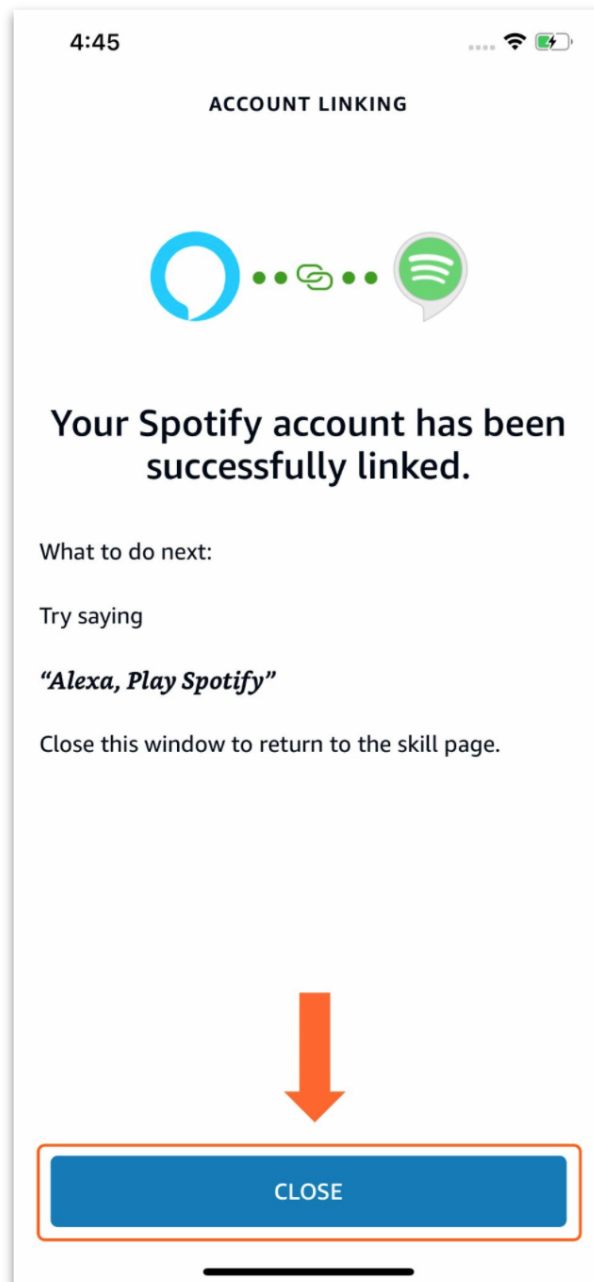 4:45
ACCOUNT LINKING
Your Spotify account has been
successfully linked.
What to do next:
Try saying
“Alexa, Play Spotify”
Close this window to return to the skill page.
CLOSE